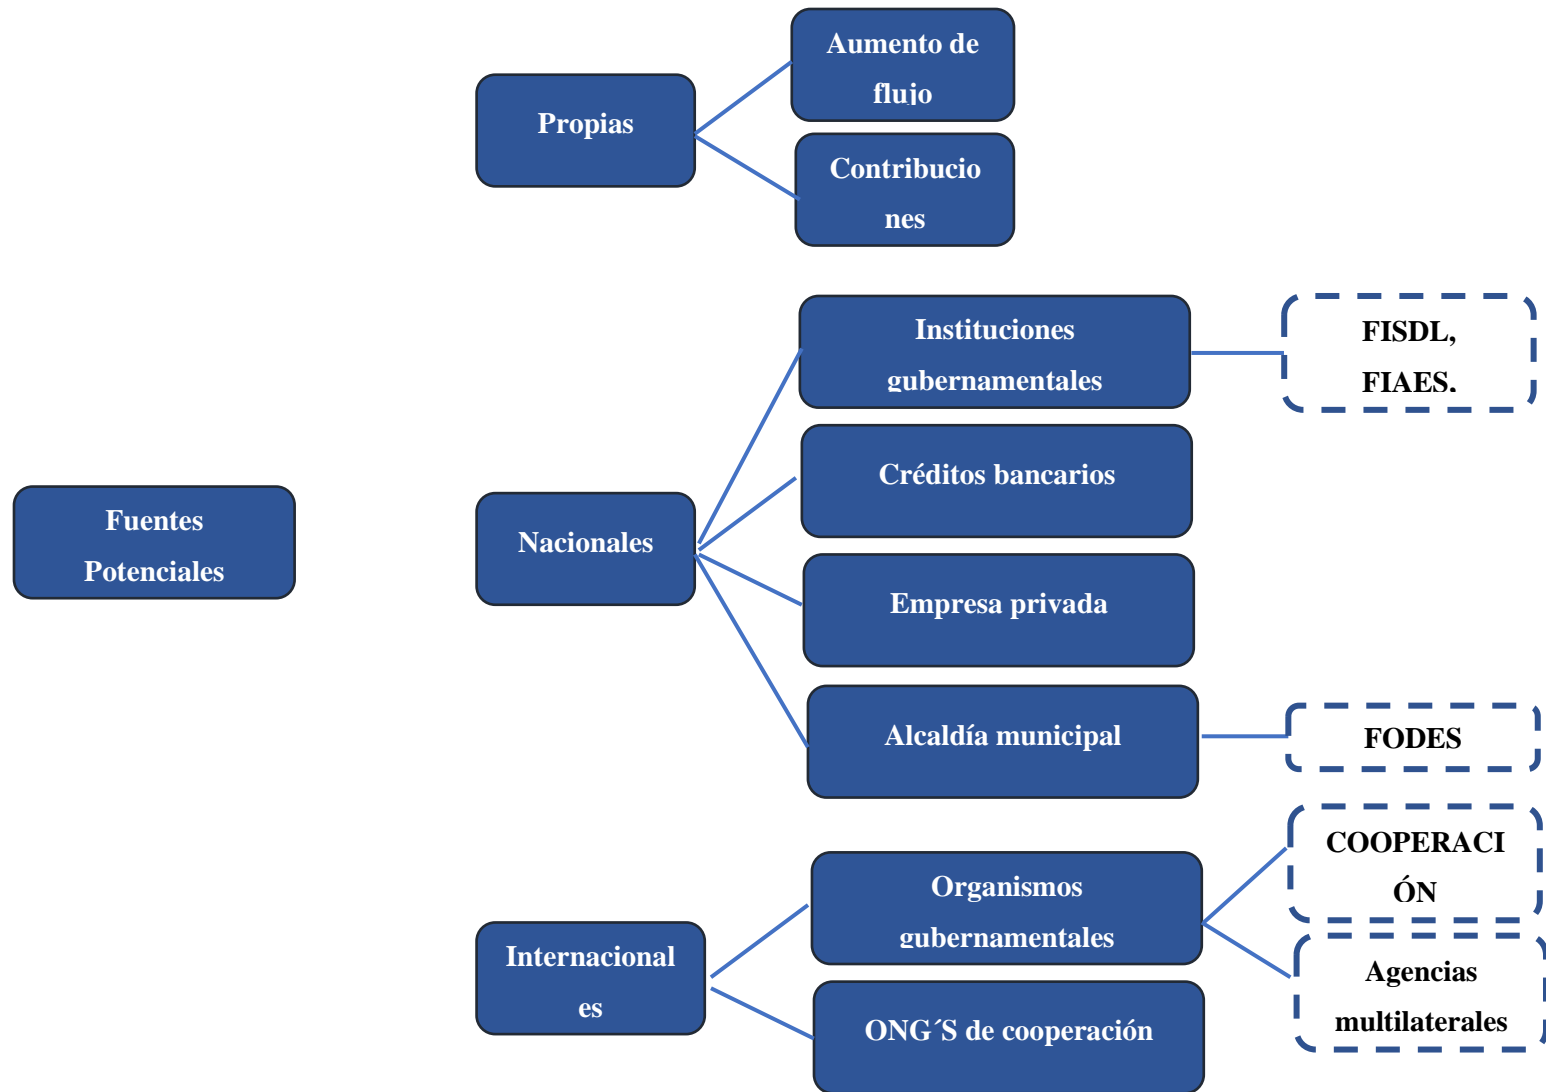 Fuentes
Potenciales
Propias
Aumento de
flujo
Contribucio
nes
Nacionales
Instituciones
gubernamentales
FISDL,
FIAES.
Créditos bancarios
Empresa privada
Alcaldía municipal
FODES
Internacional
es
Organismos
gubernamentales
COOPERACI
ÓN
Agencias
multilaterales
ONG´S de cooperación